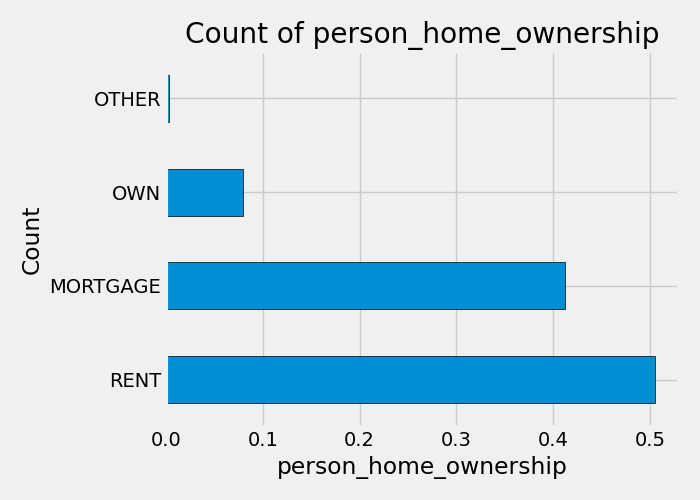 Count of person_home_ownership
OTHER
OWN
MORTGAGE
RENT
Count
0.0 0.1 0.2 0.3 0.4 0.5
person_home_ownership